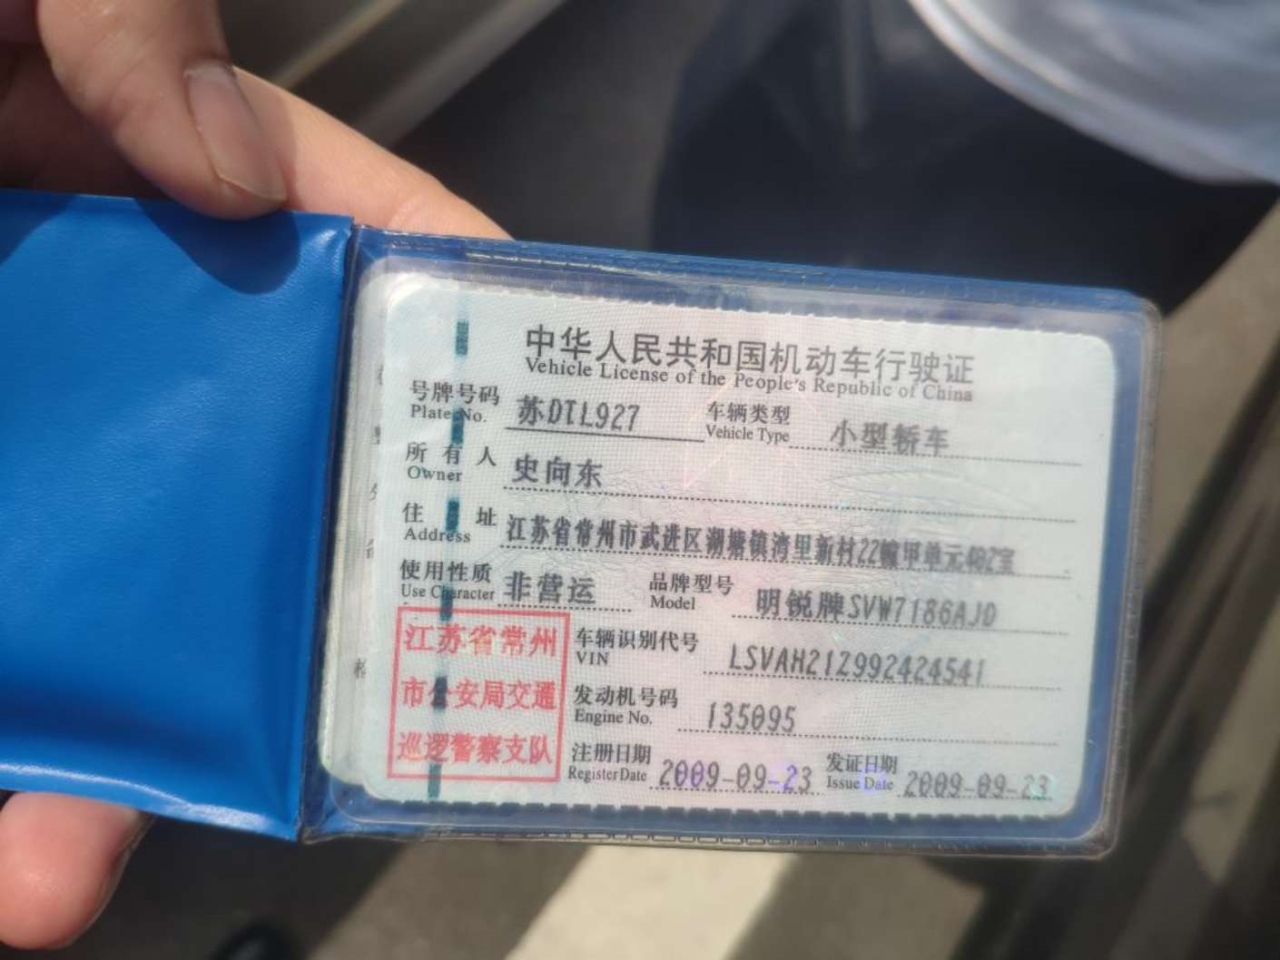 中华人民共和国机动车行驶证
Vehicle License of the People's Republic of China
号牌号码 苏DTL927 车辆类型 小型轿车
Plate No. Vehicle Type
所有人 史向东
Owner
住址 江苏省常州市武进区湖塘镇湾里新村22幢甲单元402室
Address
使用性质 非营运 品牌型号 明锐牌SVW7186AJD
Use Character Model
江苏省常州
市公安局交通
巡逻警察支队
车辆识别代号 LSVAH21Z992424541
VIN
发动机号码 135095
Engine No.
注册日期 2009-09-23 发证日期 2009-09-23
Register Date Issue Date